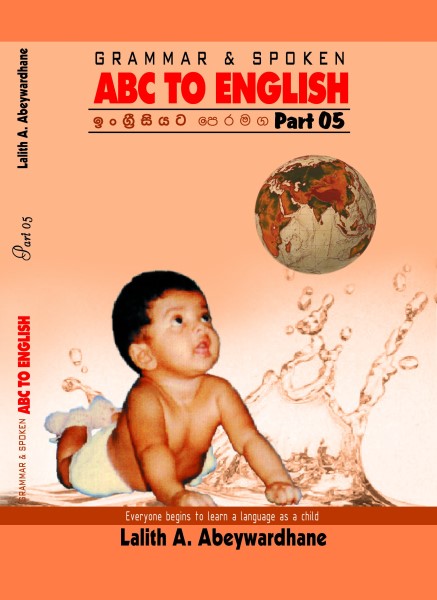 GRAMMAR & SPOKEN
ABC TO ENGLISH
ඉංග්‍රීසියට පෙරමග Part 05
Everyone begins to learn a language as a child
Lalith A. Abeywardhane
Lalith A. Abeywardhane
Part 05
GRAMMAR & SPOKEN ABC TO ENGLISH